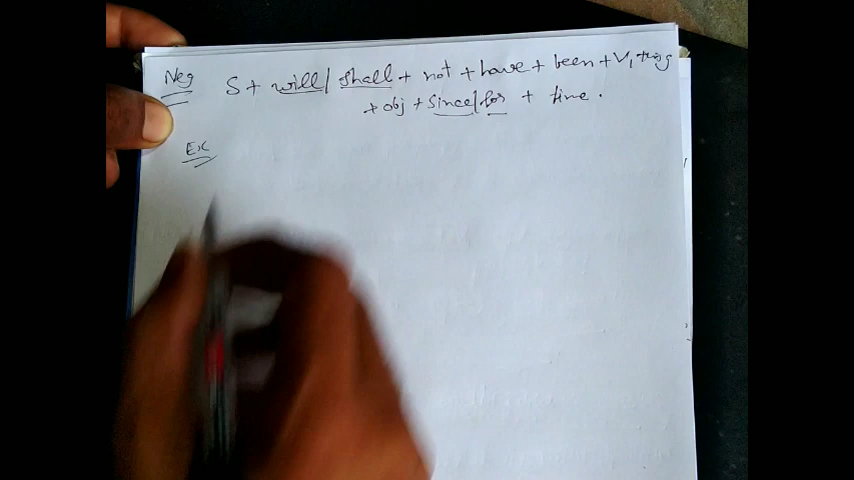 Neg S + will/ shall + not + have + been + V₁ + ing
+ obj + since/for + time.
Ex